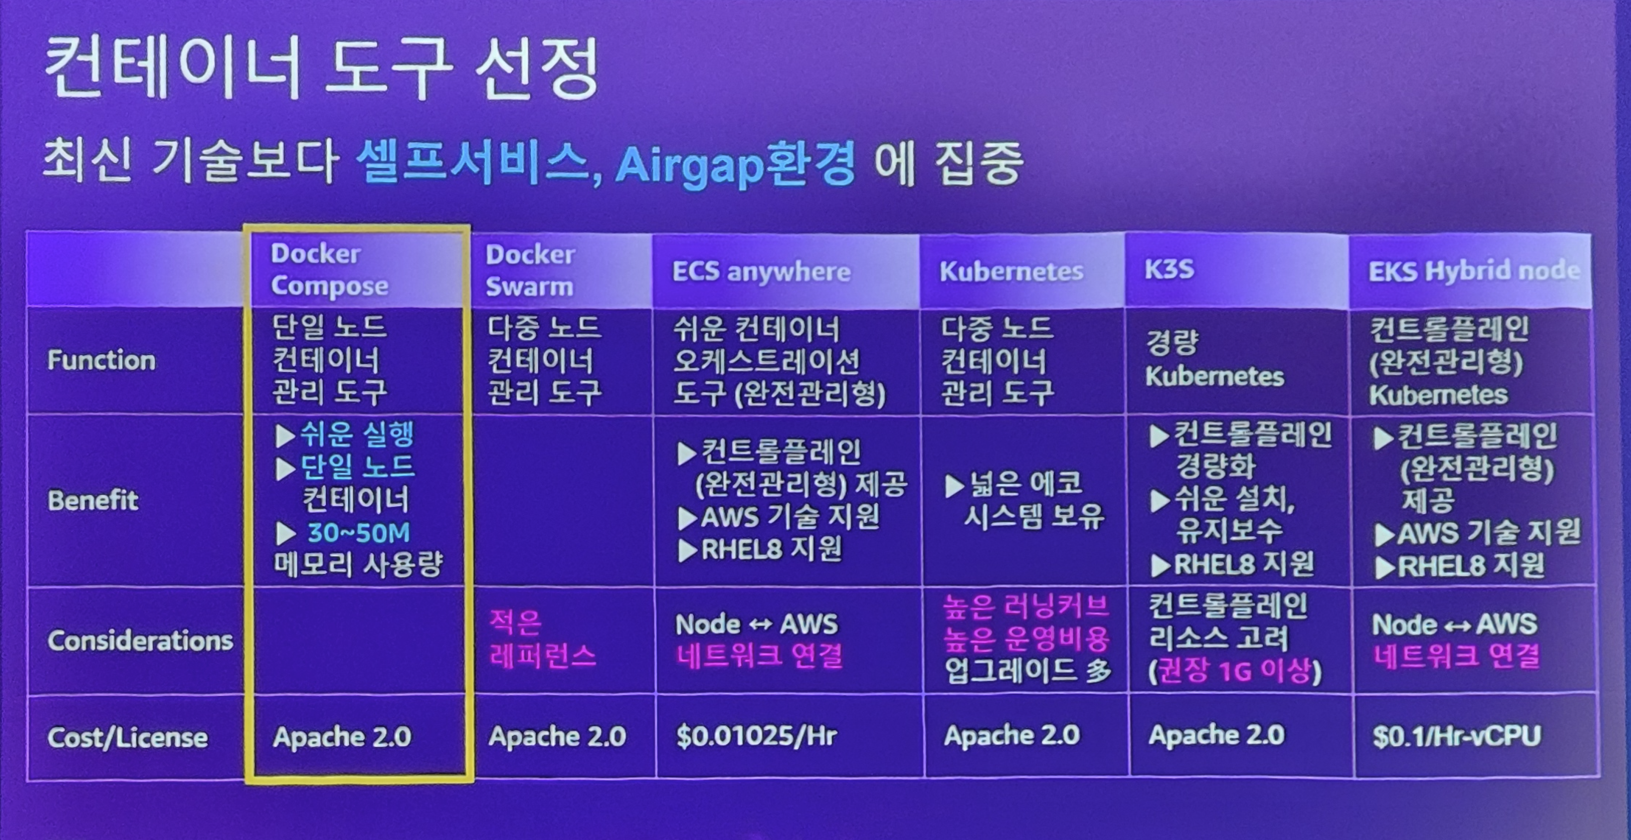 컨테이너 도구 선정
최신 기술보다 셀프서비스, Airgap환경 에 집중
Docker
Compose
Docker
Swarm
ECS anywhere
Kubernetes
K3S
EKS Hybrid node
Function
단일 노드
컨테이너
관리 도구
다중 노드
컨테이너
관리 도구
쉬운 컨테이너
오케스트레이션
도구 (완전관리형)
다중 노드
컨테이너
관리 도구
경량
Kubernetes
컨트롤플레인
(완전관리형)
Kubernetes
Benefit
▶쉬운 실행
▶단일 노드
컨테이너
▶ 30~50M
메모리 사용량
▶컨트롤플레인
(완전관리형) 제공
▶AWS 기술 지원
▶RHEL8 지원
▶넓은 에코
시스템 보유
▶컨트롤플레인
경량화
▶쉬운 설치,
유지보수
▶RHEL8 지원
▶컨트롤플레인
(완전관리형)
제공
▶AWS 기술 지원
▶RHEL8 지원
Considerations
적은
레퍼런스
Node ↔ AWS
네트워크 연결
높은 러닝커브
높은 운영비용
업그레이드 多
컨트롤플레인
리소스 고려
(권장 1G 이상)
Node ↔ AWS
네트워크 연결
Cost/License
Apache 2.0
Apache 2.0
$0.01025/Hr
Apache 2.0
Apache 2.0
$0.1/Hr-vCPU